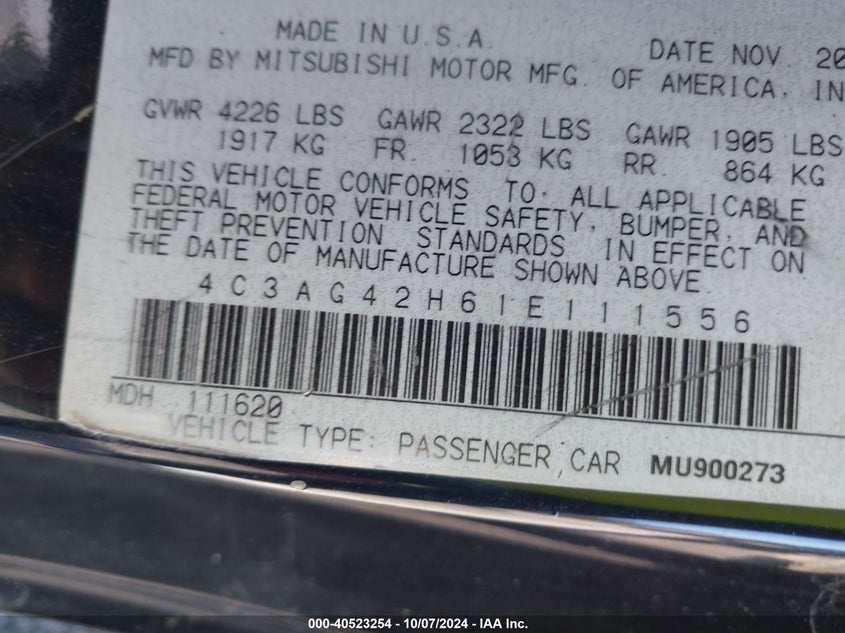 MADE IN U.S.A.
DATE NOV. 20
MFD BY MITSUBISHI MOTOR MFG. OF AMERICA, IN
GVWR 4226 LBS GAWR 2322 LBS GAWR 1905 LBS
1917 KG FR. 1053 KG RR. 864 KG
THIS VEHICLE CONFORMS TO ALL APPLICABLE
FEDERAL MOTOR VEHICLE SAFETY, BUMPER, AND
THEFT PREVENTION STANDARDS IN EFFECT ON
THE DATE OF MANUFACTURE SHOWN ABOVE.
4C3AG42H61E111556
MDH 111620
VEHICLE TYPE: PASSENGER CAR MU900273
000-40523254 - 10/07/2024 - IAA Inc.